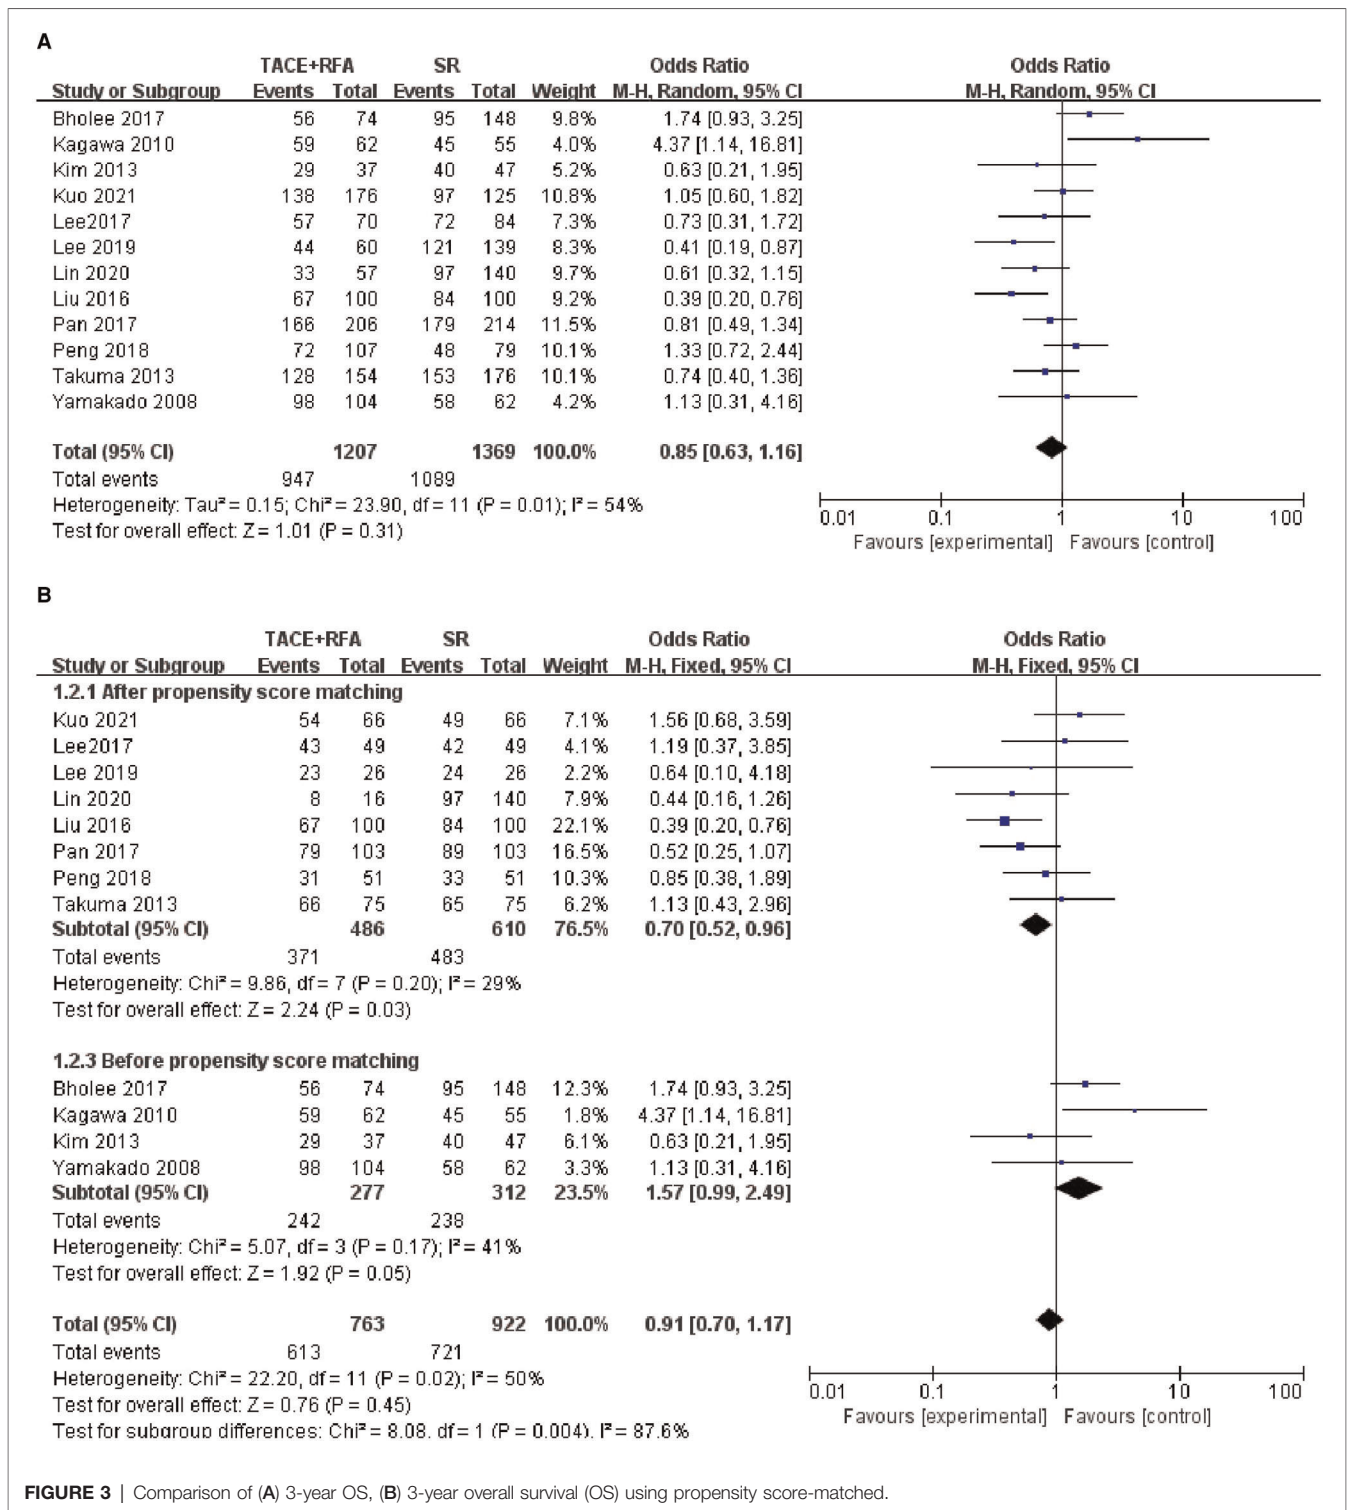 A
TACE+RFA SR Odds Ratio Odds Ratio
Study or Subgroup Events Total Events Total Weight M-H, Random, 95% CI M-H, Random, 95% CI
Bholee 2017 56 74 95 148 9.8% 1.74 [0.93, 3.25]
Kagawa 2010 59 62 45 55 4.0% 4.37 [1.14, 16.81]
Kim 2013 29 37 40 47 5.2% 0.63 [0.21, 1.95]
Kuo 2021 138 176 97 125 10.8% 1.05 [0.60, 1.82]
Lee2017 57 70 72 84 7.3% 0.73 [0.31, 1.72]
Lee 2019 44 60 121 139 8.3% 0.41 [0.19, 0.87]
Lin 2020 33 57 97 140 9.7% 0.61 [0.32, 1.15]
Liu 2016 67 100 84 100 9.2% 0.39 [0.20, 0.76]
Pan 2017 166 206 179 214 11.5% 0.81 [0.49, 1.34]
Peng 2018 72 107 48 79 10.1% 1.33 [0.72, 2.44]
Takuma 2013 128 154 153 176 10.1% 0.74 [0.40, 1.36]
Yamakado 2008 98 104 58 62 4.2% 1.13 [0.31, 4.16]
Total (95% CI) 1207 1369 100.0% 0.85 [0.63, 1.16]
Total events 947 1089
Heterogeneity: Tau² = 0.15; Chi² = 23.90, df = 11 (P = 0.01); I² = 54%
Test for overall effect: Z = 1.01 (P = 0.31)
0.01 0.1 1 10 100
Favours [experimental] Favours [control]
B
TACE+RFA SR Odds Ratio Odds Ratio
Study or Subgroup Events Total Events Total Weight M-H, Fixed, 95% CI M-H, Fixed, 95% CI
1.2.1 After propensity score matching
Kuo 2021 54 66 49 66 7.1% 1.56 [0.68, 3.59]
Lee2017 43 49 42 49 4.1% 1.19 [0.37, 3.85]
Lee 2019 23 26 24 26 2.2% 0.64 [0.10, 4.18]
Lin 2020 8 16 97 140 7.9% 0.44 [0.16, 1.26]
Liu 2016 67 100 84 100 22.1% 0.39 [0.20, 0.76]
Pan 2017 79 103 89 103 16.5% 0.52 [0.25, 1.07]
Peng 2018 31 51 33 51 10.3% 0.85 [0.38, 1.89]
Takuma 2013 66 75 65 75 6.2% 1.13 [0.43, 2.96]
Subtotal (95% CI) 486 610 76.5% 0.70 [0.52, 0.96]
Total events 371 483
Heterogeneity: Chi² = 9.86, df = 7 (P = 0.20); I² = 29%
Test for overall effect: Z = 2.24 (P = 0.03)
1.2.3 Before propensity score matching
Bholee 2017 56 74 95 148 12.3% 1.74 [0.93, 3.25]
Kagawa 2010 59 62 45 55 1.8% 4.37 [1.14, 16.81]
Kim 2013 29 37 40 47 6.1% 0.63 [0.21, 1.95]
Yamakado 2008 98 104 58 62 3.3% 1.13 [0.31, 4.16]
Subtotal (95% CI) 277 312 23.5% 1.57 [0.99, 2.49]
Total events 242 238
Heterogeneity: Chi² = 5.07, df = 3 (P = 0.17); I² = 41%
Test for overall effect: Z = 1.92 (P = 0.05)
Total (95% CI) 763 922 100.0% 0.91 [0.70, 1.17]
Total events 613 721
Heterogeneity: Chi² = 22.20, df = 11 (P = 0.02); I² = 50%
Test for overall effect: Z = 0.76 (P = 0.45)
Test for subgroup differences: Chi² = 8.08, df = 1 (P = 0.004), I² = 87.6%
0.01 0.1 1 10 100
Favours [experimental] Favours [control]
FIGURE 3 | Comparison of (A) 3-year OS, (B) 3-year overall survival (OS) using propensity score-matched.